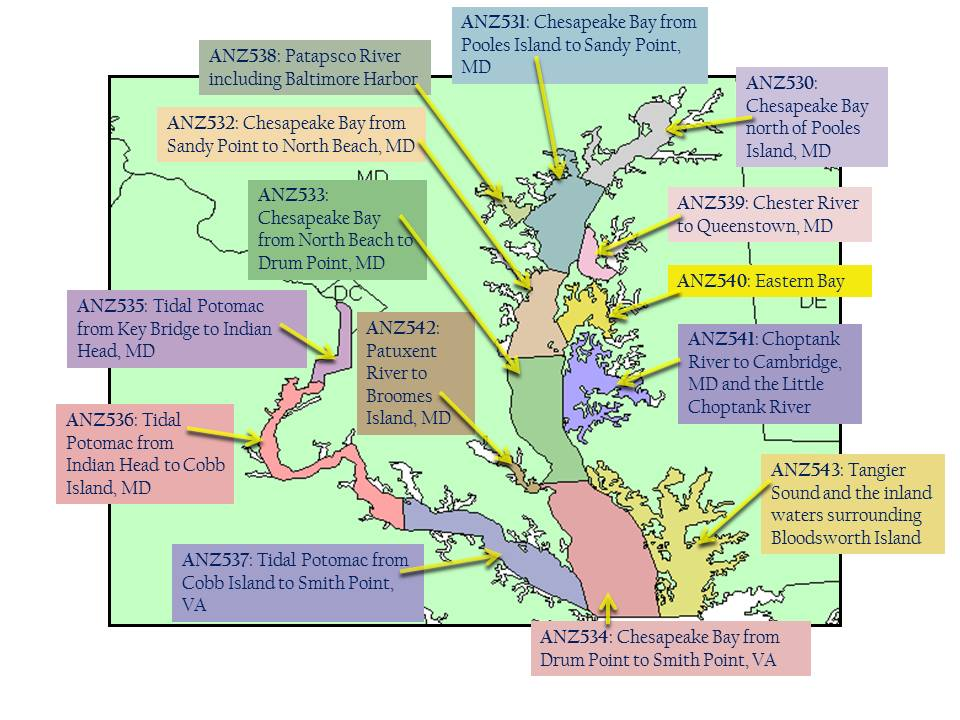 ANZ531: Chesapeake Bay from
Pooles Island to Sandy Point,
MD
ANZ538: Patapsco River
including Baltimore Harbor
ANZ530:
Chesapeake Bay
north of Pooles
Island, MD
ANZ532: Chesapeake Bay from
Sandy Point to North Beach, MD
MD
ANZ533:
Chesapeake Bay
from North Beach to
Drum Point, MD
ANZ539: Chester River
to Queenstown, MD
ANZ540: Eastern Bay
DC
DE
ANZ535: Tidal Potomac
from Key Bridge to Indian
Head, MD
ANZ542:
Patuxent
River to
Broomes
Island, MD
ANZ541: Choptank
River to Cambridge,
MD and the Little
Choptank River
ANZ536: Tidal
Potomac from
Indian Head to Cobb
Island, MD
ANZ543: Tangier
Sound and the inland
waters surrounding
Bloodsworth Island
ANZ537: Tidal Potomac from
Cobb Island to Smith Point,
VA
ANZ534: Chesapeake Bay from
Drum Point to Smith Point, VA